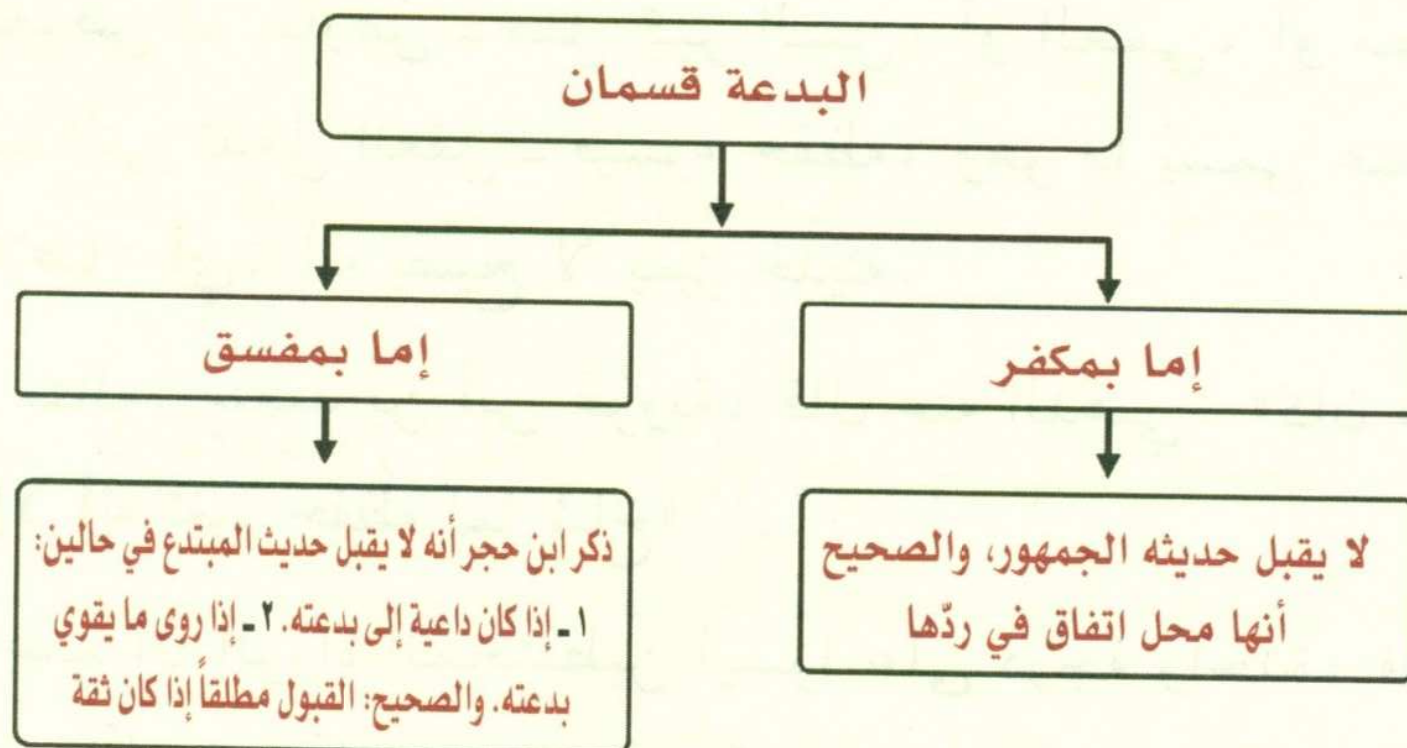 البدعة قسمان
إما بمكفر
لا يقبل حديثه الجمهور، والصحيح
أنها محل اتفاق في ردّها
إما بمفسق
ذكر ابن حجر أنه لا يقبل حديث المبتدع في حالين:
١ ـ إذا كان داعية إلى بدعته. ٢ ـ إذا روى ما يقوي
بدعته. والصحيح: القبول مطلقاً إذا كان ثقة